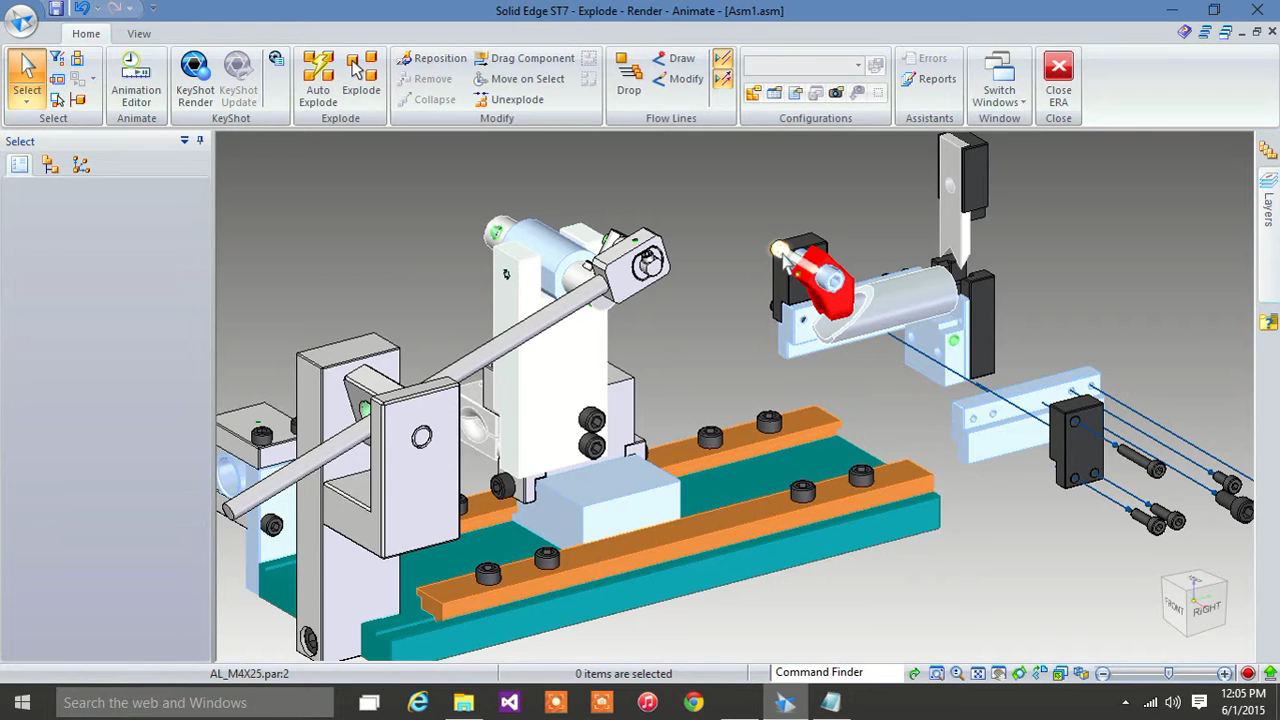 Solid Edge ST7 - Explode - Render - Animate - [Asm1.asm]
Home
View
Select
Select
Animation Editor
Animate
KeyShot Render
KeyShot Update
KeyShot
Auto Explode
Explode
Explode
Reposition
Remove
Collapse
Drag Component
Move on Select
Unexplode
Modify
Drop
Draw
Modify
Flow Lines
Configurations
Errors
Reports
Assistants
Switch Windows
Window
Close ERA
Close
Select
Layers
FRONT
RIGHT
AL_M4X25.par:2
0 items are selected
Command Finder
Search the web and Windows
12:05 PM
6/1/2015